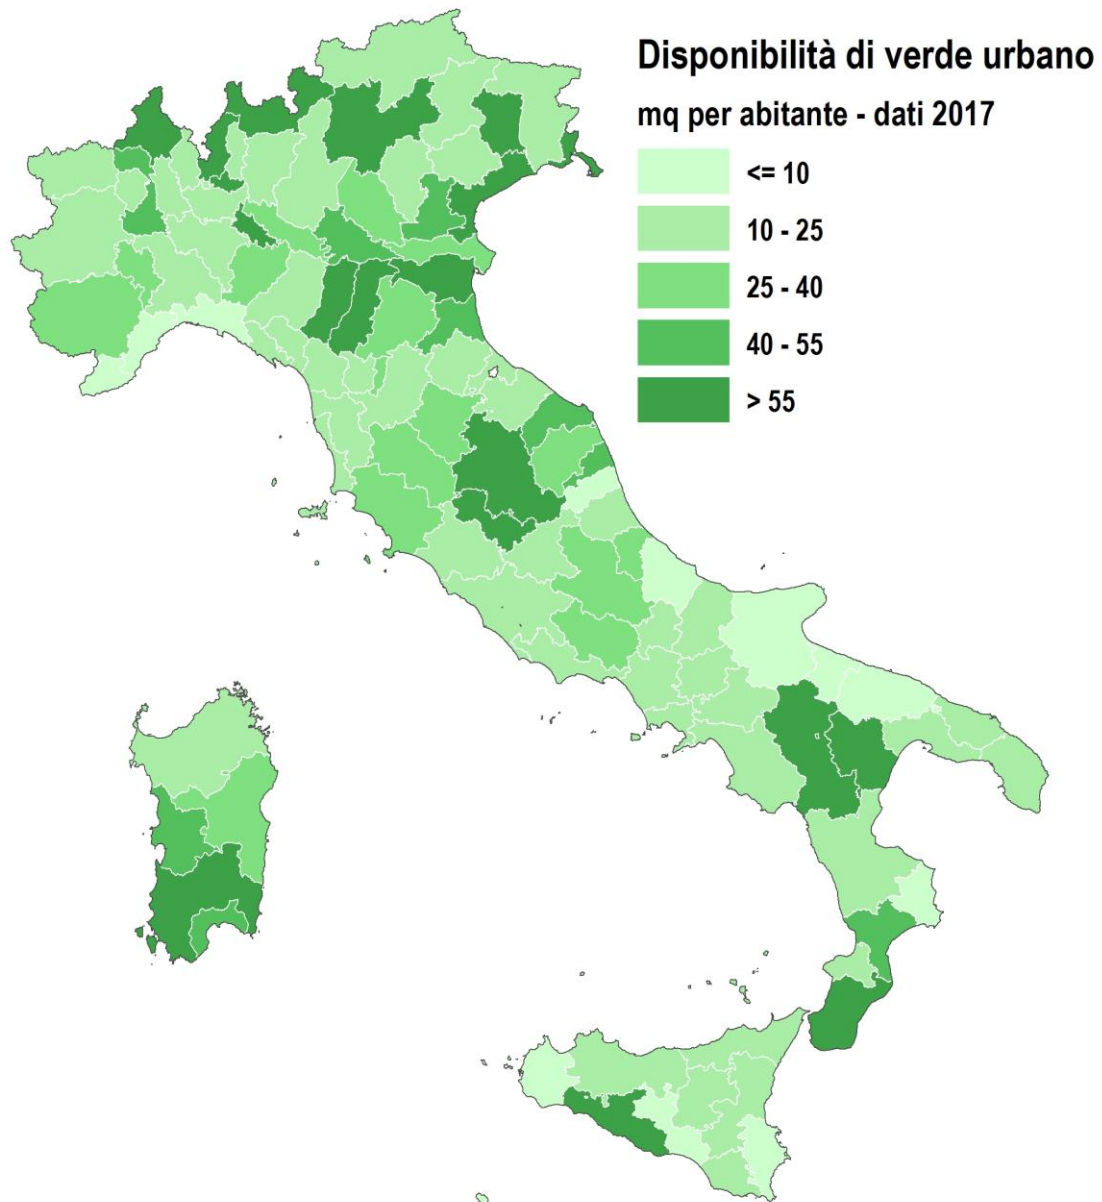 Disponibilità di verde urbano
mq per abitante - dati 2017
<= 10
10 - 25
25 - 40
40 - 55
> 55